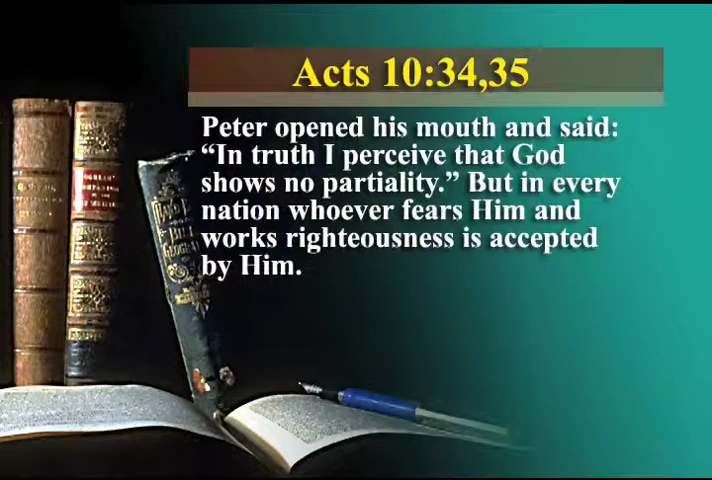 Acts 10:34,35
Peter opened his mouth and said:
“In truth I perceive that God
shows no partiality.” But in every
nation whoever fears Him and
works righteousness is accepted
by Him.